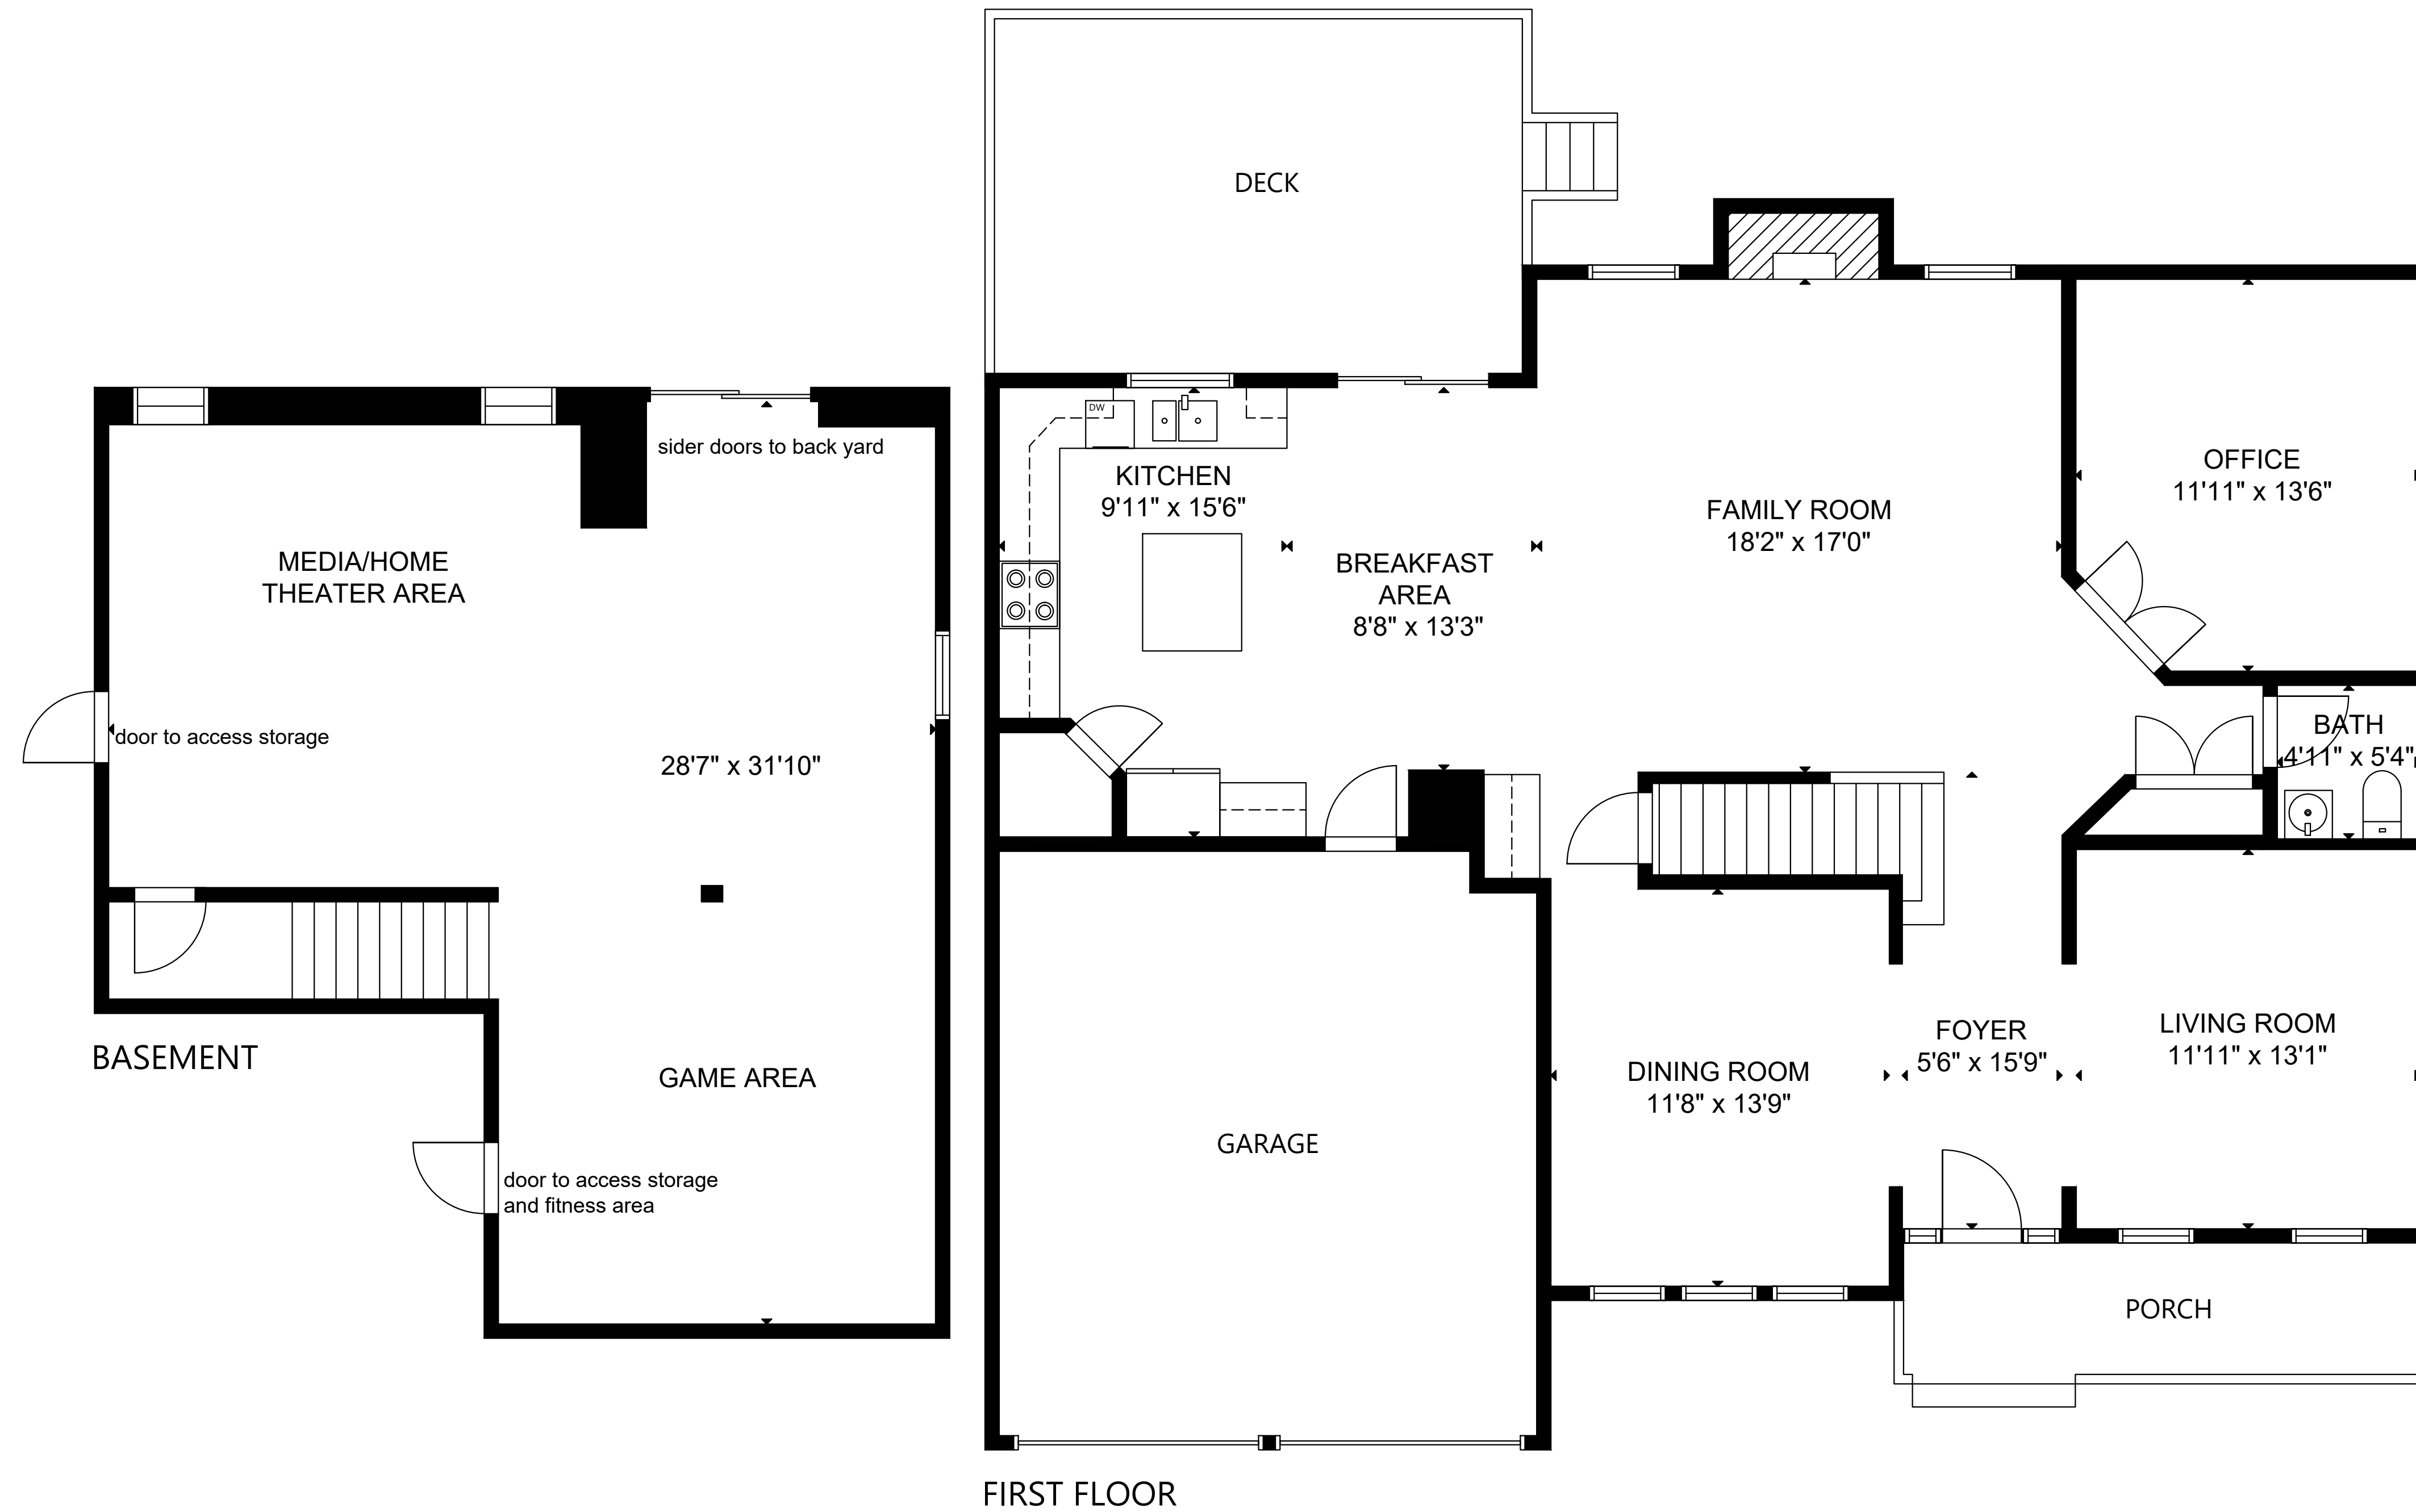 DECK
sider doors to back yard
MEDIA/HOME
THEATER AREA
door to access storage
28'7" x 31'10"
BASEMENT
GAME AREA
door to access storage
and fitness area
DW
KITCHEN
9'11" x 15'6"
BREAKFAST
AREA
8'8" x 13'3"
FAMILY ROOM
18'2" x 17'0"
OFFICE
11'11" x 13'6"
BATH
4'11" x 5'4"
GARAGE
DINING ROOM
11'8" x 13'9"
FOYER
5'6" x 15'9"
LIVING ROOM
11'11" x 13'1"
PORCH
FIRST FLOOR